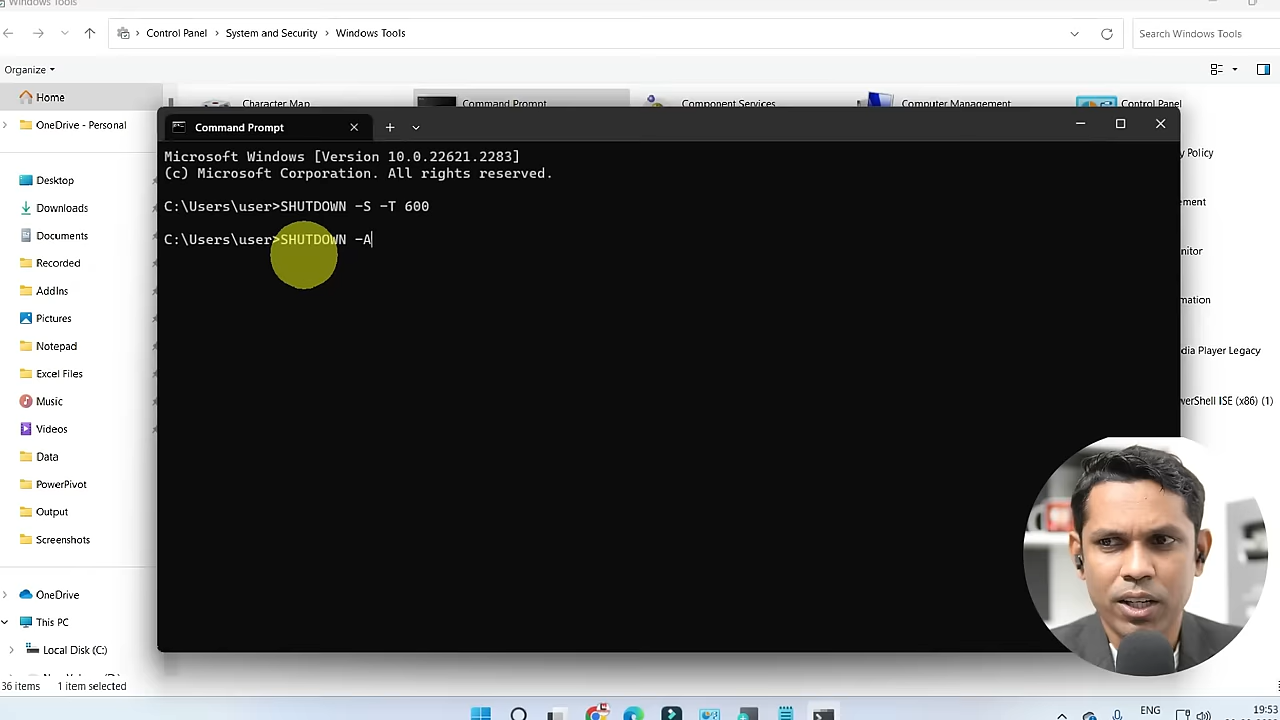 Windows Tools
Control Panel > System and Security > Windows Tools
Search Windows Tools
Organize
Home
OneDrive - Personal
Desktop
Downloads
Documents
Recorded
AddIns
Pictures
Notepad
Excel Files
Music
Videos
Data
PowerPivot
Output
Screenshots
OneDrive
This PC
Local Disk (C:)
36 items 1 item selected
Character Map Command Prompt Component Services Computer Management Control Panel
Command Prompt
Microsoft Windows [Version 10.0.22621.2283]
(c) Microsoft Corporation. All rights reserved.
C:\Users\user>SHUTDOWN -S -T 600
C:\Users\user>SHUTDOWN -A
y Policy
ment
nitor
mation
dia Player Legacy
werShell ISE (x86) (1)
ENG
19:53